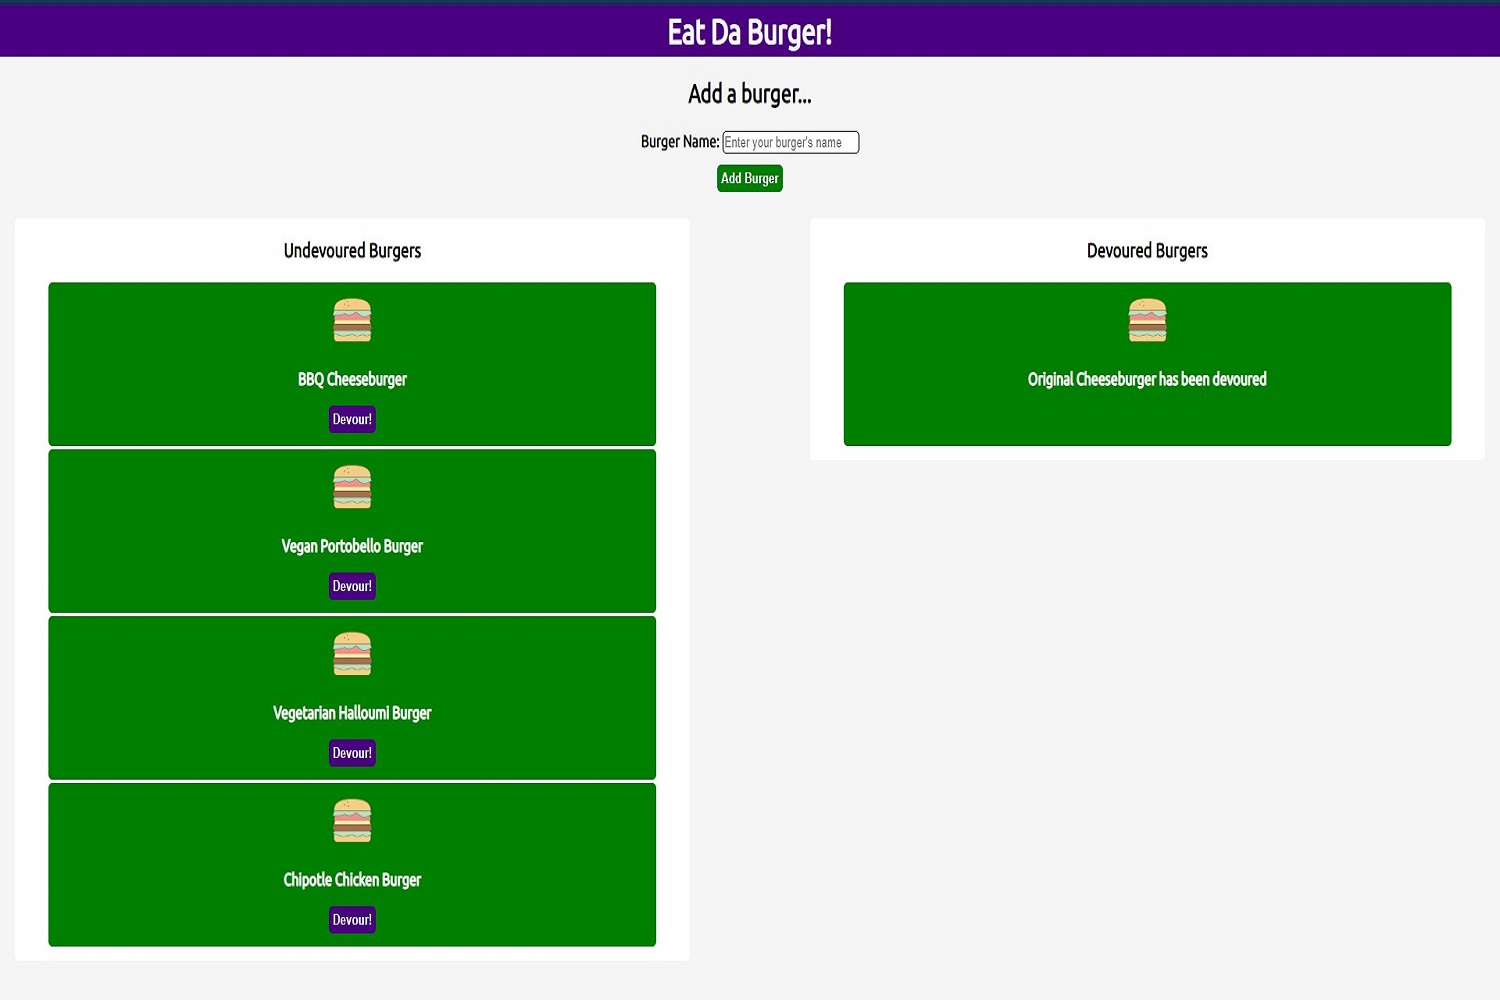 Eat Da Burger!
Add a burger...
Burger Name: Enter your burger's name
Add Burger
Undevoured Burgers
BBQ Cheeseburger
Devour!
Vegan Portobello Burger
Devour!
Vegetarian Halloumi Burger
Devour!
Chipotle Chicken Burger
Devour!
Devoured Burgers
Original Cheeseburger has been devoured